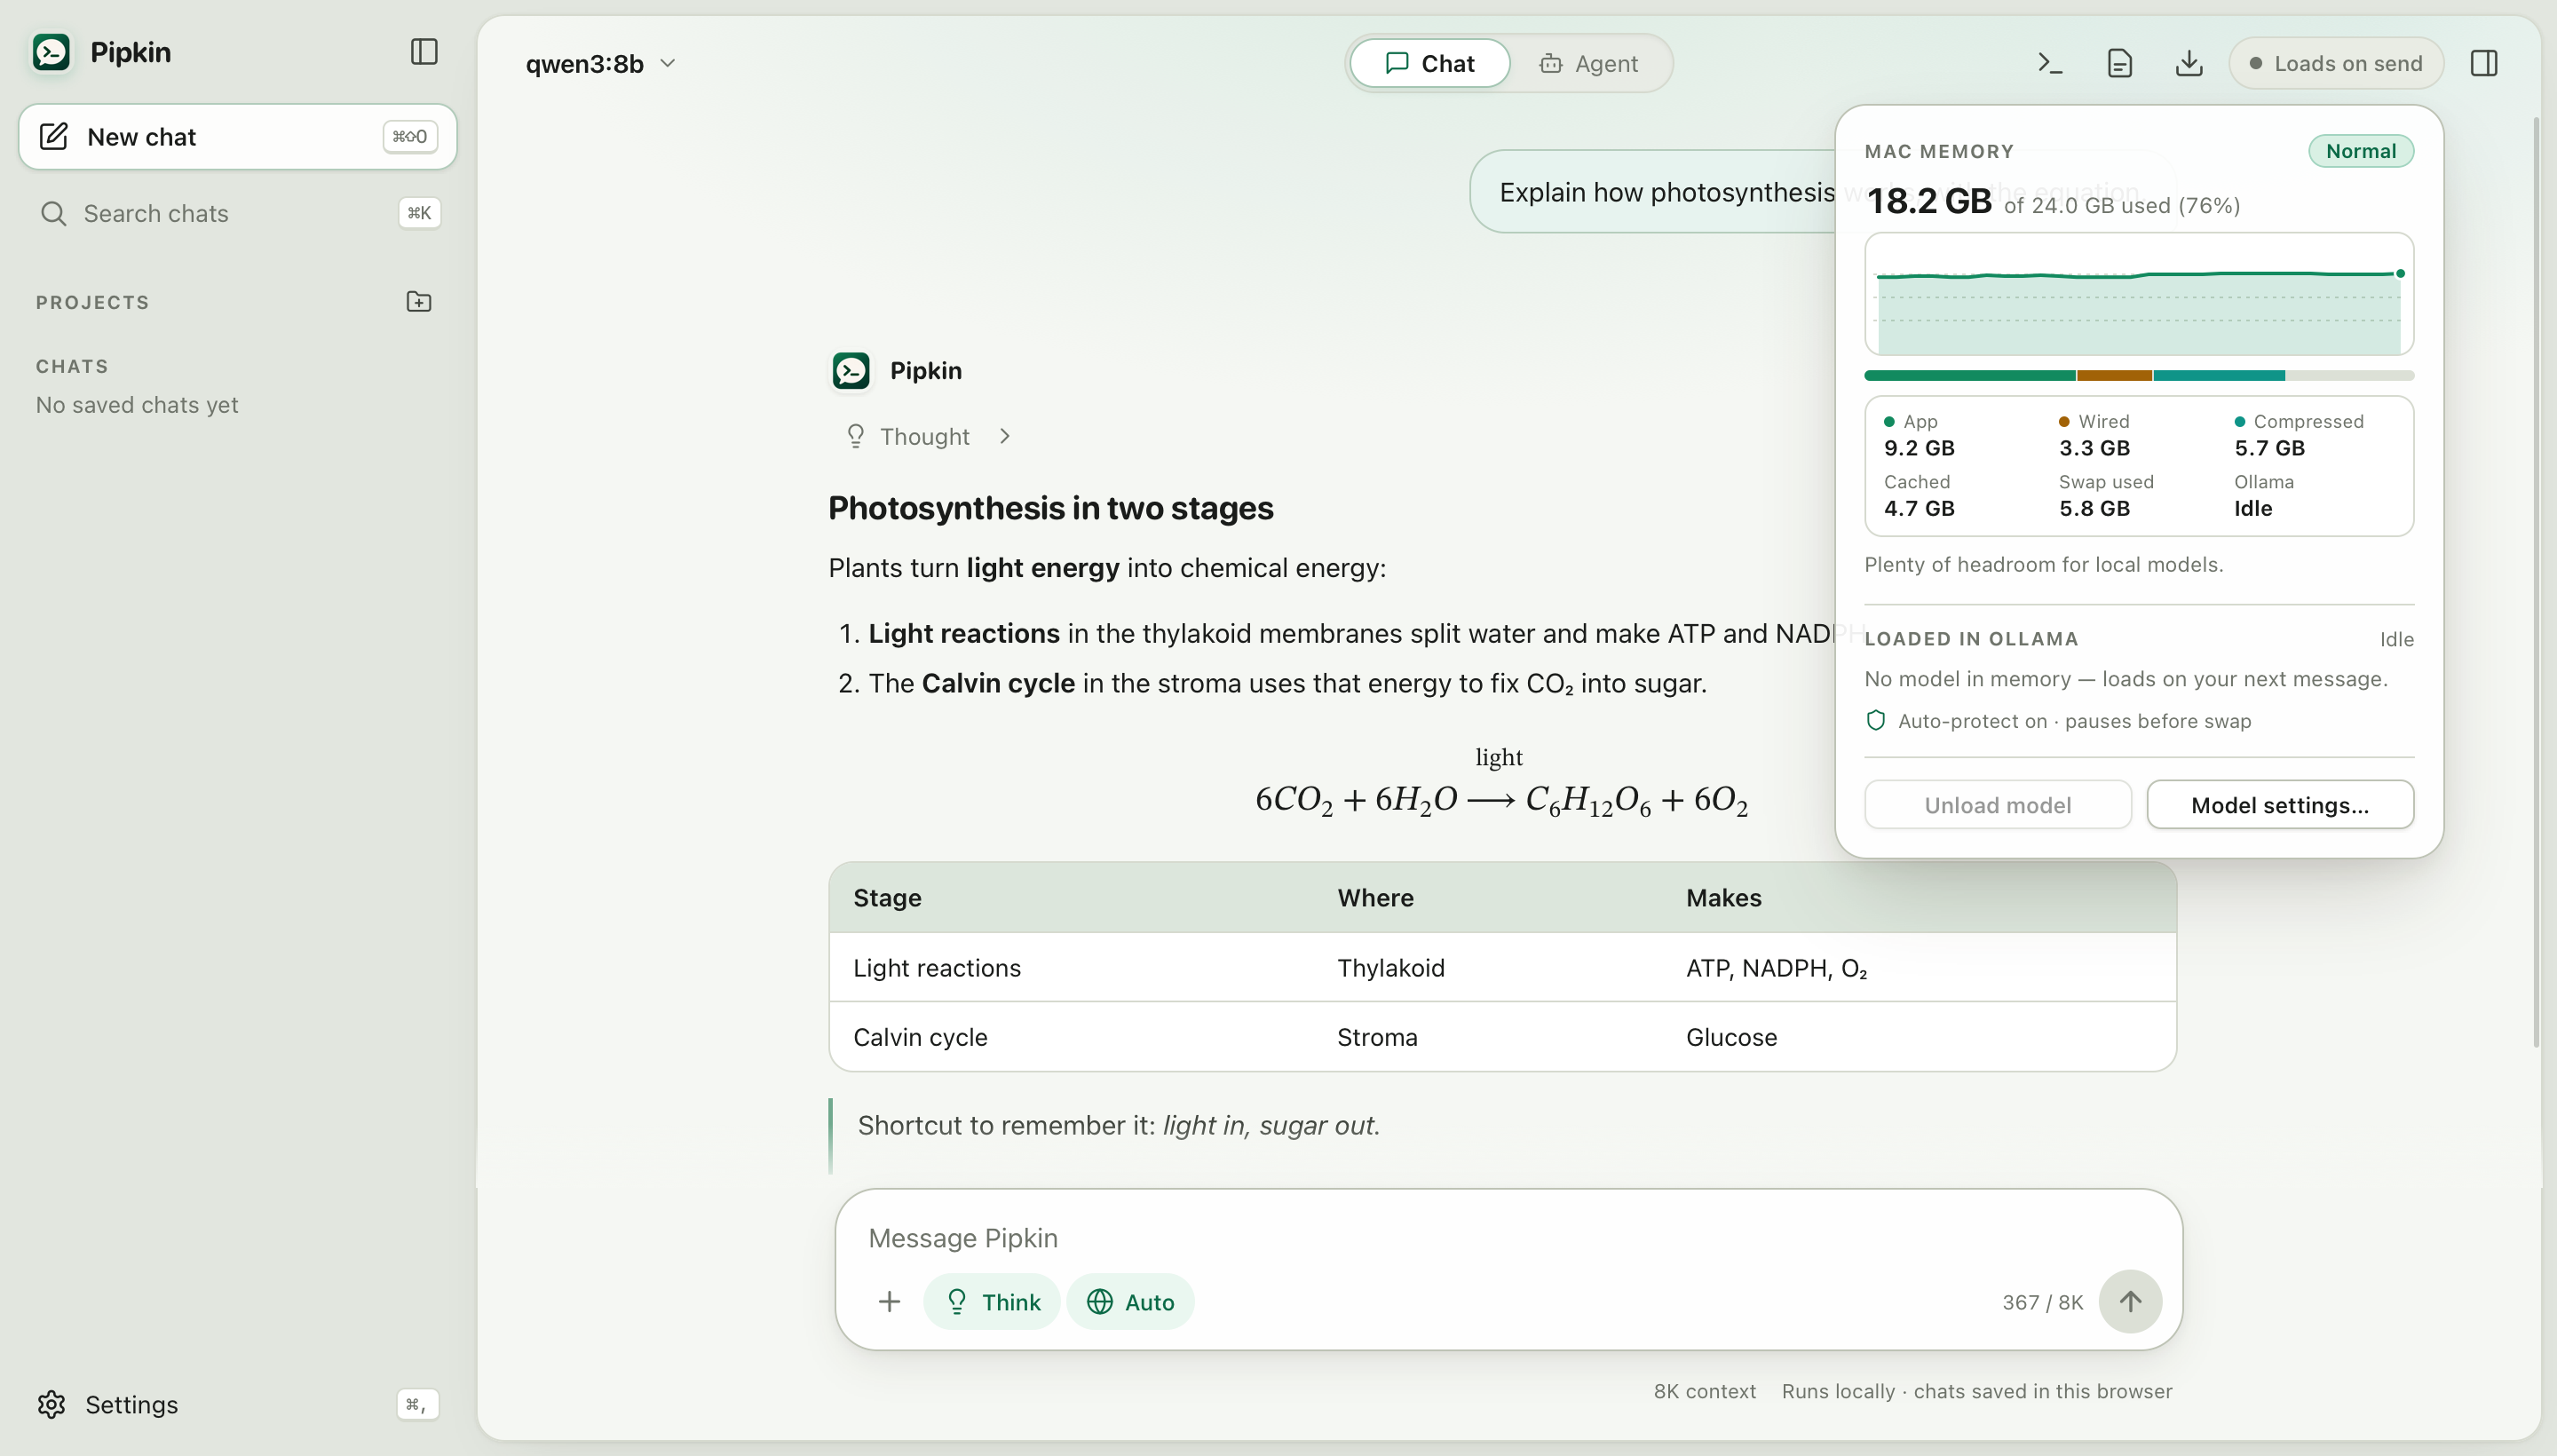 Pipkin
New chat
⌘⇧O
Search chats
⌘K
PROJECTS
CHATS
No saved chats yet
Settings
⌘,
qwen3:8b
Chat
Agent
Loads on send
Explain how photosynthesis works, with the equation
Pipkin
Thought
Photosynthesis in two stages
Plants turn light energy into chemical energy:
1. Light reactions in the thylakoid membranes split water and make ATP and NADPH
2. The Calvin cycle in the stroma uses that energy to fix CO₂ into sugar.
light
6CO₂ + 6H₂O ⟶ C₆H₁₂O₆ + 6O₂
Stage Where Makes
Light reactions Thylakoid ATP, NADPH, O₂
Calvin cycle Stroma Glucose
Shortcut to remember it: light in, sugar out.
Message Pipkin
Think
Auto
367 / 8K
8K context Runs locally · chats saved in this browser
MAC MEMORY
Normal
18.2 GB of 24.0 GB used (76%)
App Wired Compressed
9.2 GB 3.3 GB 5.7 GB
Cached Swap used Ollama
4.7 GB 5.8 GB Idle
Plenty of headroom for local models.
LOADED IN OLLAMA
Idle
No model in memory — loads on your next message.
Auto-protect on · pauses before swap
Unload model
Model settings...